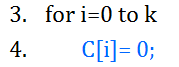 3. for i=0 to k
4. C[i]= 0;